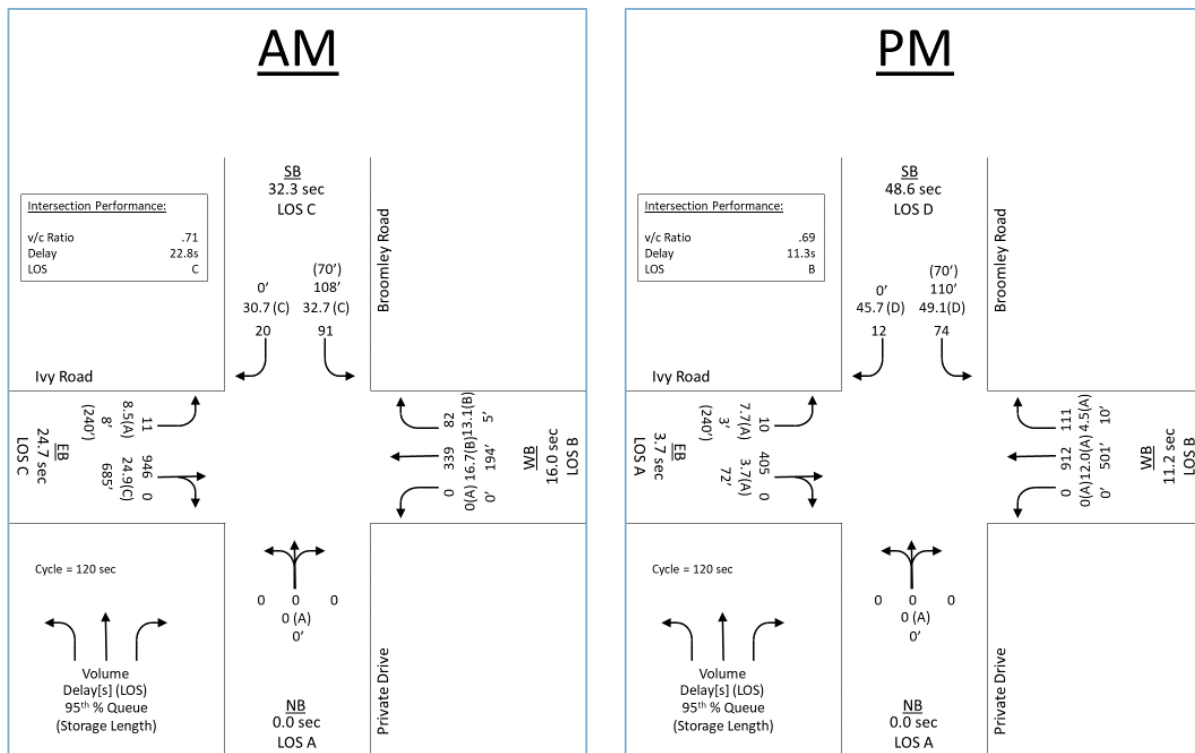 AM
SB
32.3 sec
LOS C
Intersection Performance:
v/c Ratio .71
Delay 22.8s
LOS C
Broomley Road
(70’)
0’ 108’
30.7 (C) 32.7 (C)
20 91
Ivy Road
11
8.5(A)
8’
(240’)
946 0
24.9(C)
685’
EB
24.7 sec
LOS C
82 13.1(B) 5’
339 16.7(B) 194’
0 0(A) 0’
WB
16.0 sec
LOS B
Cycle = 120 sec
0 0 0
0 (A)
0’
Volume
Delay[s] (LOS)
95th % Queue
(Storage Length)
Private Drive
NB
0.0 sec
LOS A
PM
SB
48.6 sec
LOS D
Intersection Performance:
v/c Ratio .69
Delay 11.3s
LOS B
Broomley Road
(70’)
0’ 110’
45.7 (D) 49.1(D)
12 74
Ivy Road
10
7.7(A)
3’
(240’)
405 0
3.7(A)
72’
EB
3.7 sec
LOS A
111 4.5(A) 10’
912 12.0(A) 501’
0 0(A) 0’
WB
11.2 sec
LOS B
Cycle = 120 sec
0 0 0
0 (A)
0’
Volume
Delay[s] (LOS)
95th % Queue
(Storage Length)
Private Drive
NB
0.0 sec
LOS A